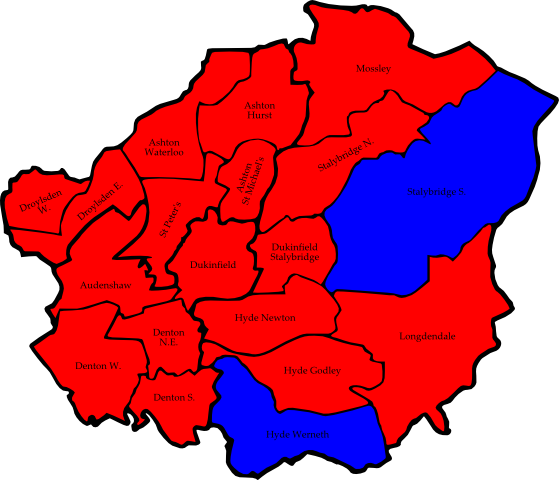 Mossley
Ashton
Hurst
Ashton
Waterloo
Stalybridge N.
Ashton
St Michael's
Droylsden
W.
Droylsden E.
Stalybridge S.
St Peter's
Dukinfield
Stalybridge
Dukinfield
Audenshaw
Hyde Newton
Denton
N.E.
Longdendale
Denton W.
Hyde Godley
Denton S.
Hyde Werneth